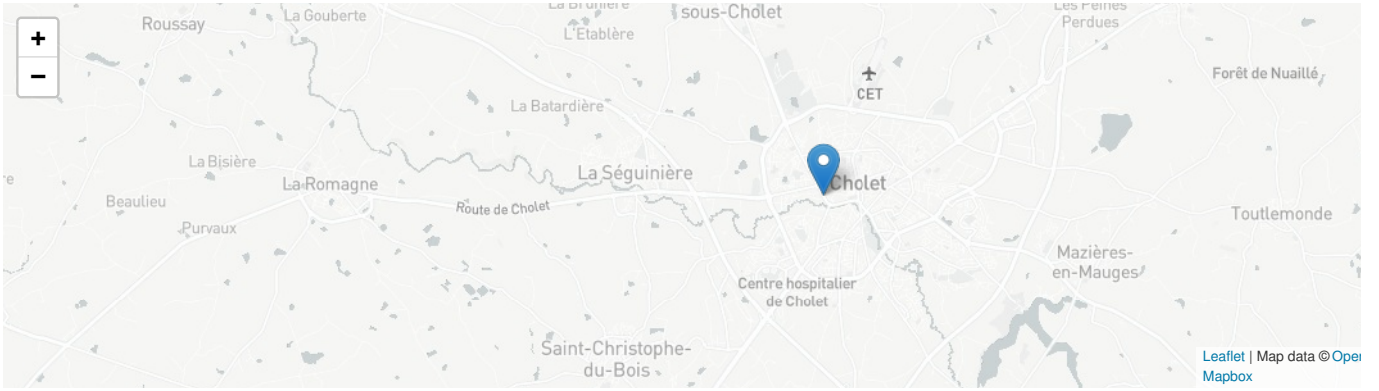 La Gouberte
La Brunière
sous-Cholet
Les Peines
Perdues
Roussay
L'Etablère
+
−
Forêt de Nuaillé
CET
La Batardière
La Bisière
La Séguinière
La Romagne
Cholet
Beaulieu
Route de Cholet
Toutlemonde
Purvaux
Mazières-
en-Mauges
Centre hospitalier
de Cholet
Saint-Christophe-
du-Bois
Leaflet | Map data © Oper
Mapbox